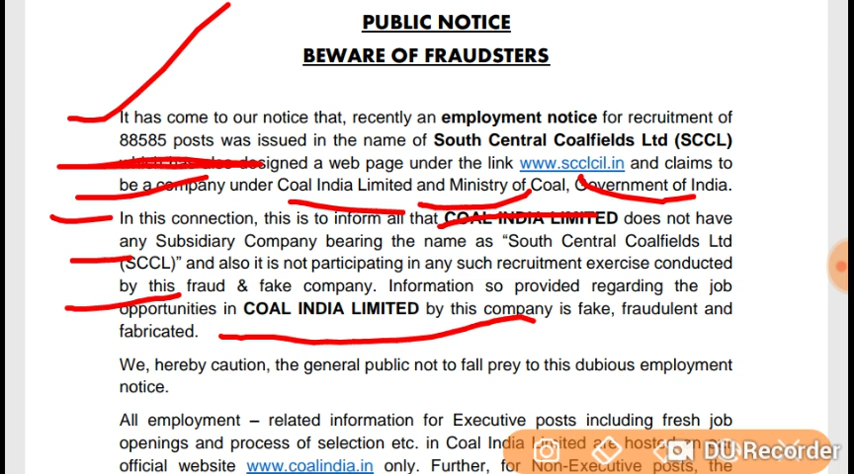 PUBLIC NOTICE
BEWARE OF FRAUDSTERS
It has come to our notice that, recently an employment notice for recruitment of
88585 posts was issued in the name of South Central Coalfields Ltd (SCCL)
which has also designed a web page under the link www.scclcil.in and claims to
be a company under Coal India Limited and Ministry of Coal, Government of India.
In this connection, this is to inform all that COAL INDIA LIMITED does not have
any Subsidiary Company bearing the name as “South Central Coalfields Ltd
(SCCL)” and also it is not participating in any such recruitment exercise conducted
by this fraud & fake company. Information so provided regarding the job
opportunities in COAL INDIA LIMITED by this company is fake, fraudulent and
fabricated.
We, hereby caution, the general public not to fall prey to this dubious employment
notice.
All employment – related information for Executive posts including fresh job
openings and process of selection etc. in Coal India Limited are hosted on our
official website www.coalindia.in only. Further, for Non-Executive posts, the
DU Recorder